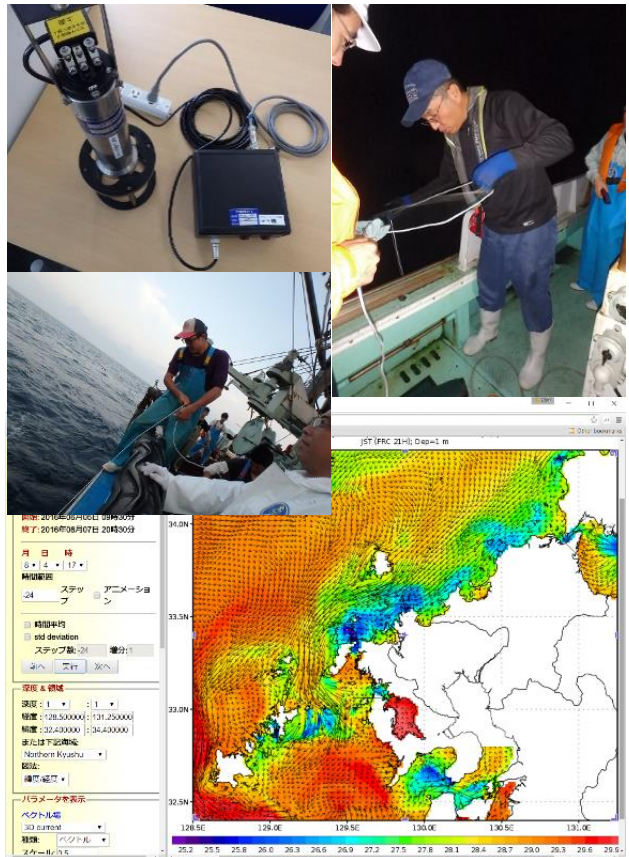 Other bookmarks
JST (FRC 21H); Dep=1 m
開始: 2016年08月06日 09時30分
終了: 2016年08月07日 20時30分
月 日 時
8 4 17
時間範囲
-24 ステップ アニメーション
時間平均
std deviation
ステップ数: -24 増分: 1
前へ 実行 次へ
深度 & 領域
深度: 1 : 1
経度: 128.500000 : 131.250000
緯度: 32.400000 : 34.400000
または下記海域:
Northern Kyushu
図法:
緯度/経度
パラメータを表示
ベクトル場
3D current
種類: ベクトル
スケール: 0.5
34.0N
33.5N
33.0N
32.5N
128.5E 129.0E 129.5E 130.0E 130.5E 131.0E
25.2 25.5 25.8 26.0 26.3 26.6 26.9 27.2 27.5 27.8 28.1 28.4 28.7 29.0 29.3 29.6 29.9